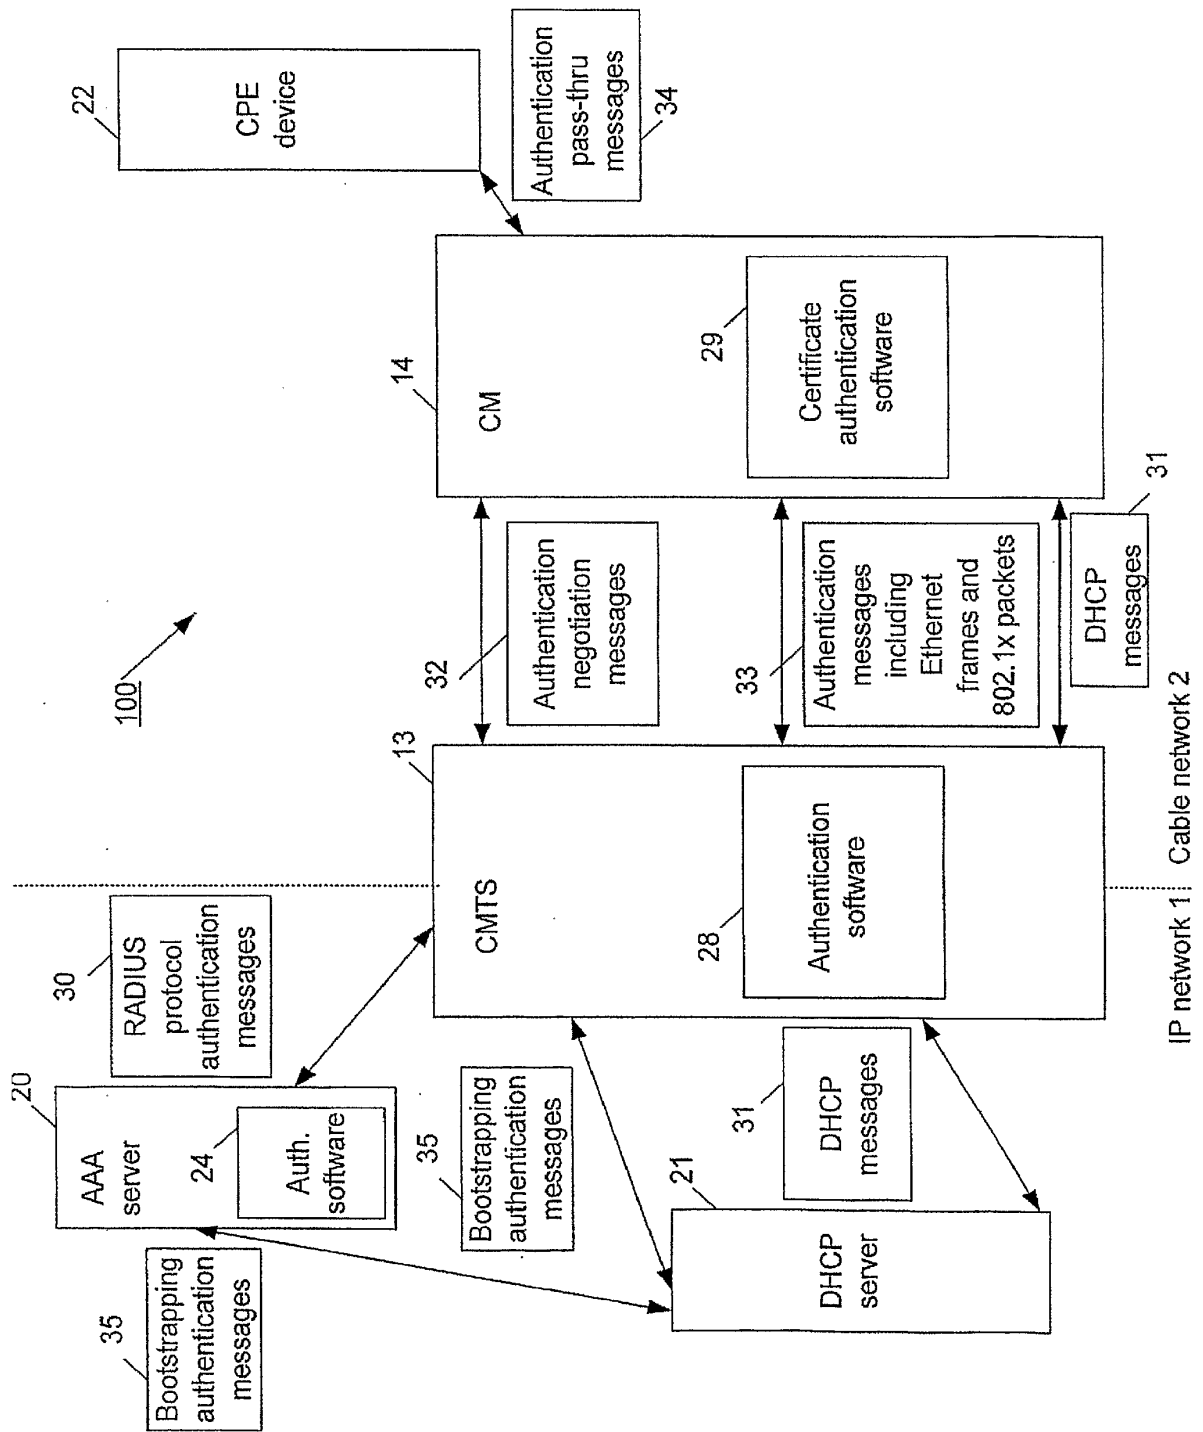 100
35
Bootstrapping
authentication
messages
20
AAA
server
24
Auth.
software
30
RADIUS
protocol
authentication
messages
35
Bootstrapping
authentication
messages
21
DHCP
server
31
DHCP
messages
13
CMTS
28
Authentication
software
32
Authentication
negotiation
messages
33
Authentication
messages
including
Ethernet
frames and
802.1x packets
31
DHCP
messages
14
CM
29
Certificate
authentication
software
22
CPE
device
Authentication
pass-thru
messages
34
IP network 1
Cable network 2